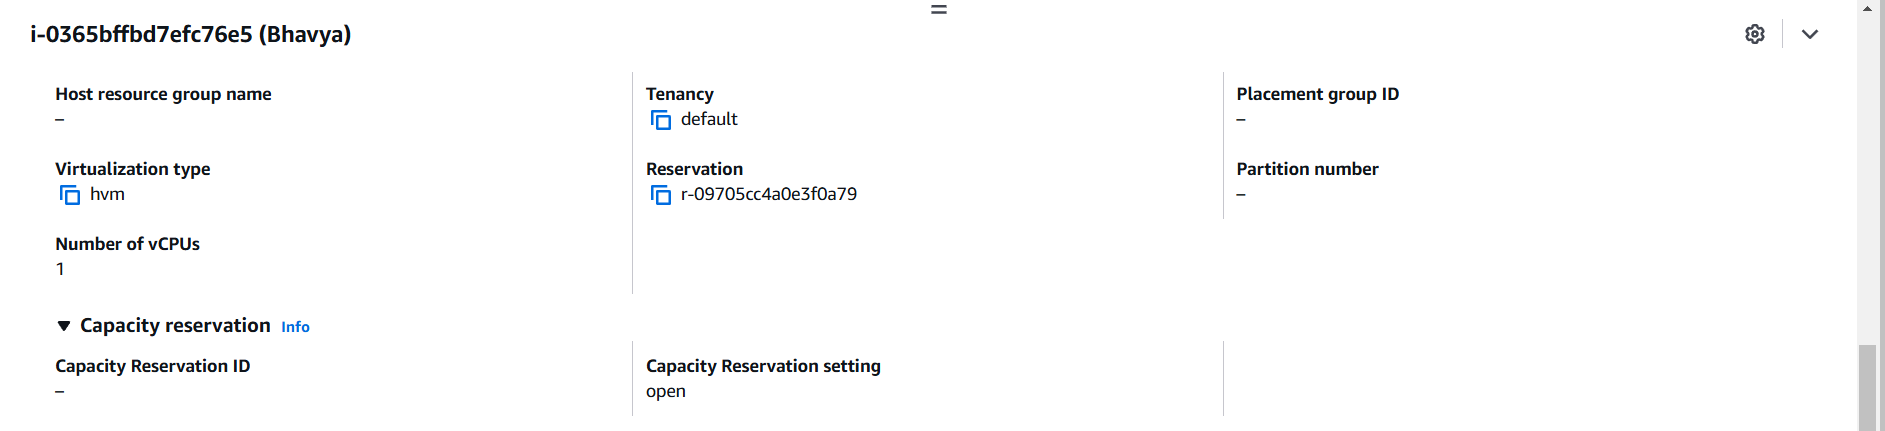 i-0365bffbd7efc76e5 (Bhavya)
Host resource group name
–
Tenancy
default
Placement group ID
–
Virtualization type
hvm
Reservation
r-09705cc4a0e3f0a79
Partition number
–
Number of vCPUs
1
Capacity reservation Info
Capacity Reservation ID
–
Capacity Reservation setting
open